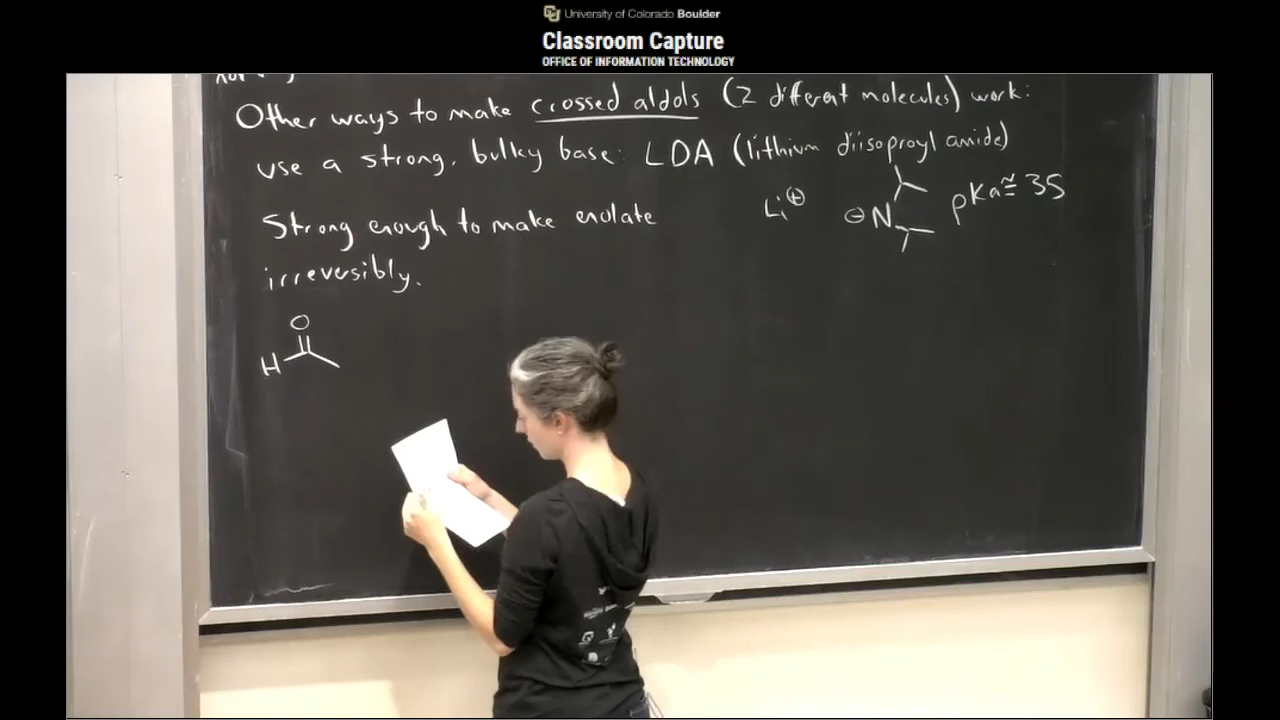 University of Colorado Boulder
Classroom Capture
OFFICE OF INFORMATION TECHNOLOGY
Other ways to make crossed aldols (2 different molecules) work:
use a strong, bulky base: LDA (lithium diisoproyl amide)
Li⊕ ⊖N pKa≅35
Strong enough to make enolate
irreversibly.
O
H